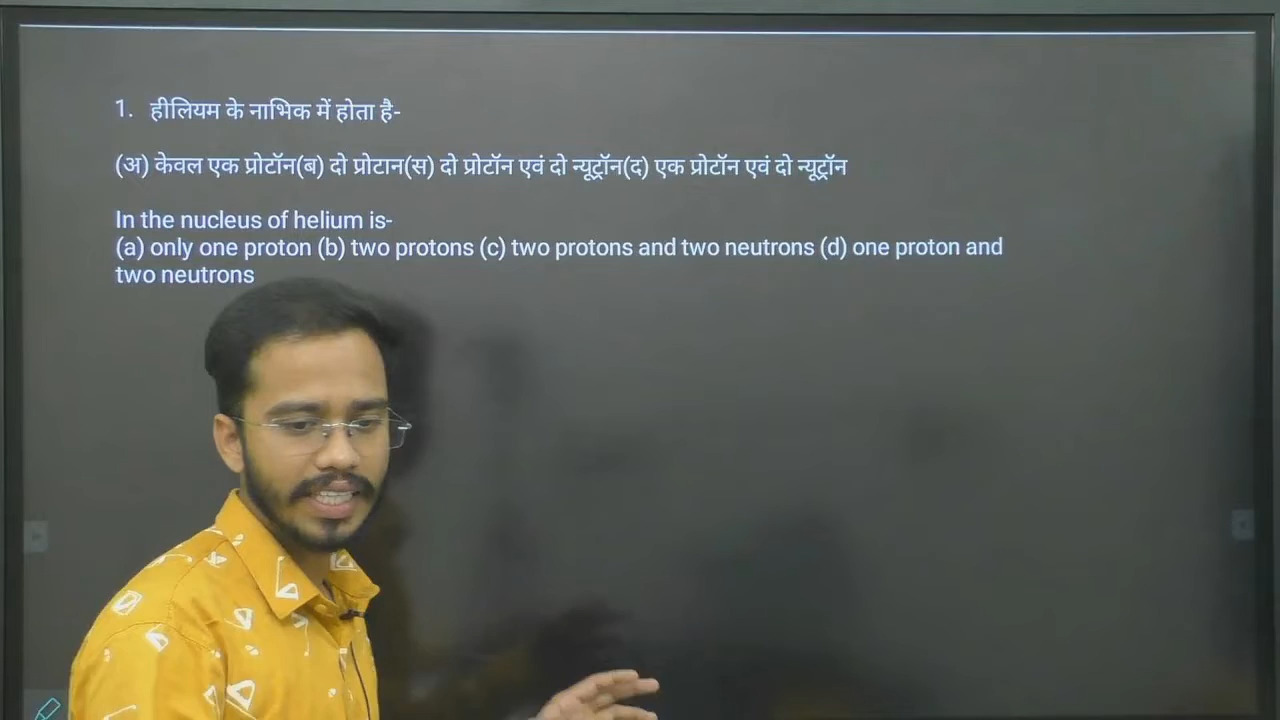 1. हीलियम के नाभिक में होता है-
(अ) केवल एक प्रोटॉन(ब) दो प्रोटान(स) दो प्रोटॉन एवं दो न्यूट्रॉन(द) एक प्रोटॉन एवं दो न्यूट्रॉन
In the nucleus of helium is-
(a) only one proton (b) two protons (c) two protons and two neutrons (d) one proton and
two neutrons